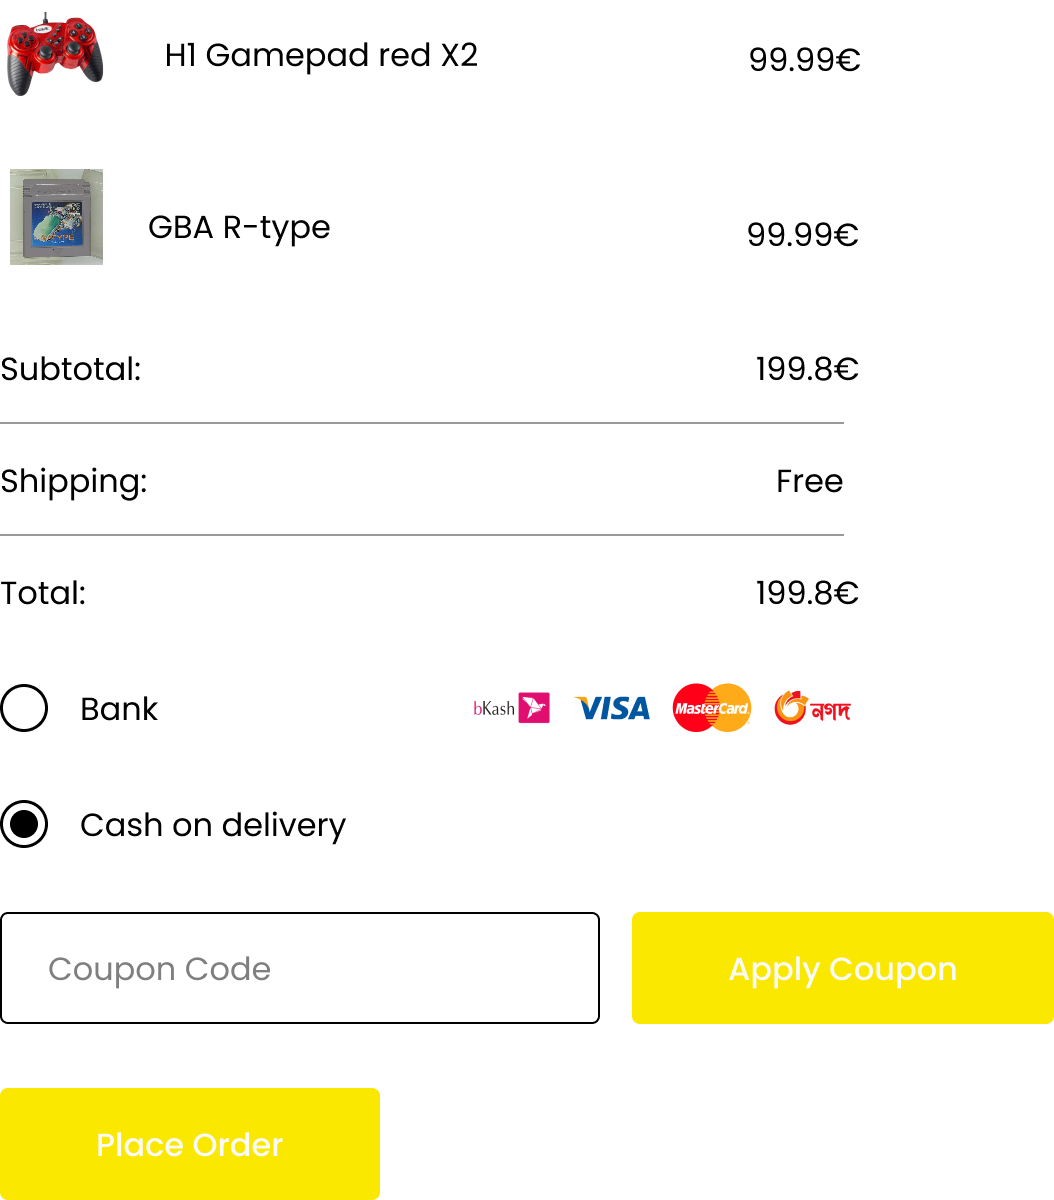 H1 Gamepad red X2
99.99€
GBA R-type
99.99€
Subtotal:
199.8€
Shipping:
Free
Total:
199.8€
Bank
bKash
VISA
MasterCard
নগদ
Cash on delivery
Coupon Code
Apply Coupon
Place Order